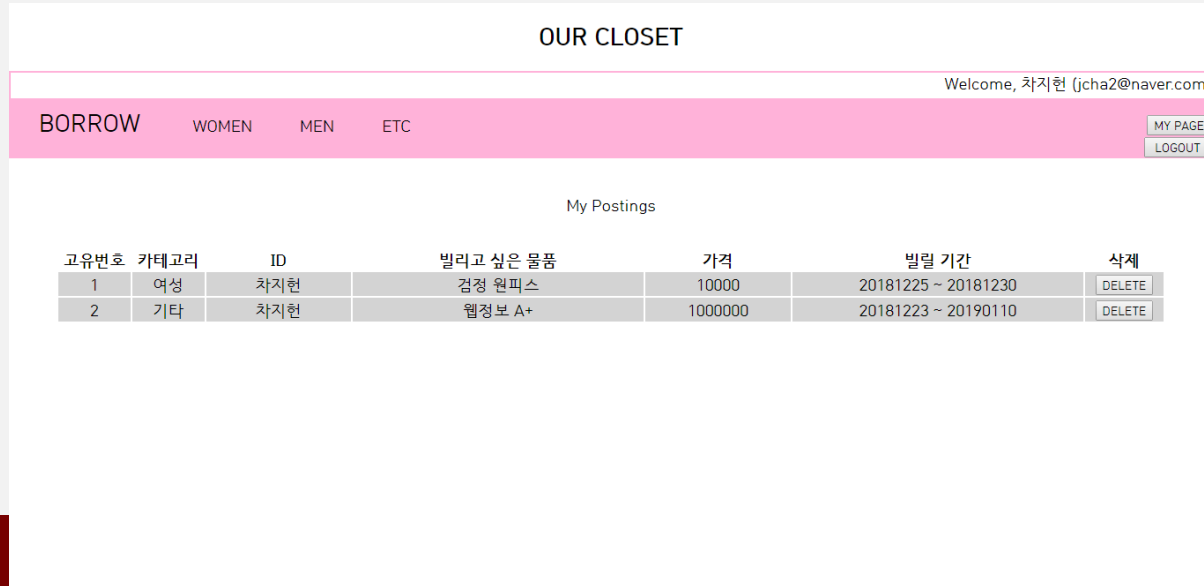 OUR CLOSET
Welcome, 차지헌 (jcha2@naver.com
BORROW WOMEN MEN ETC MY PAGE
LOGOUT
My Postings
고유번호 카테고리 ID 빌리고 싶은 물품 가격 빌릴 기간 삭제
1 여성 차지헌 검정 원피스 10000 20181225 ~ 20181230 DELETE
2 기타 차지헌 웹정보 A+ 1000000 20181223 ~ 20190110 DELETE